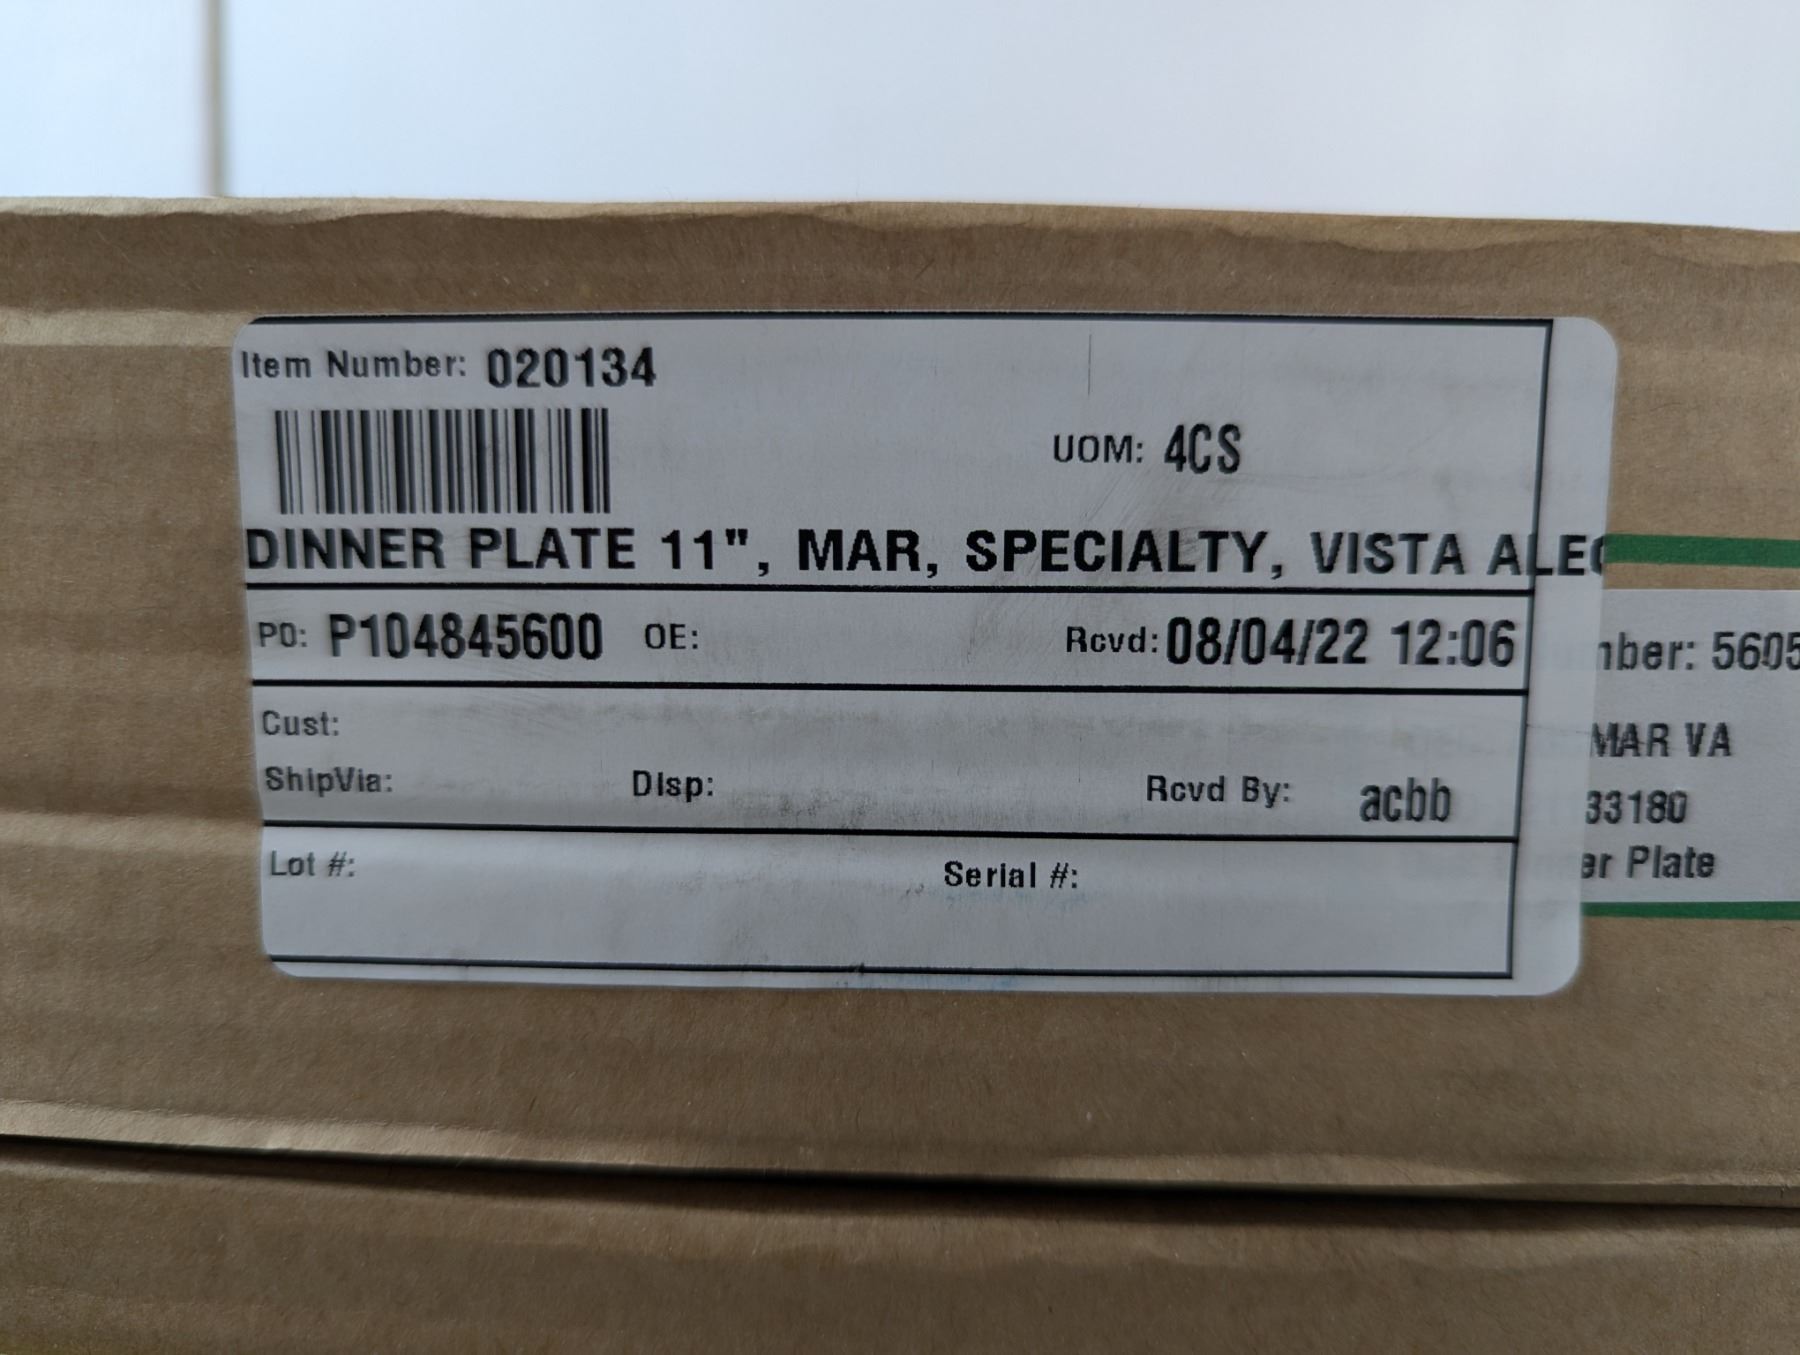 Item Number: 020134
UOM: 4CS
DINNER PLATE 11", MAR, SPECIALTY, VISTA ALE
PO: P104845600 OE: Rcvd: 08/04/22 12:06
Cust:
ShipVia: Disp: Rcvd By: acbb
Lot #: Serial #:
nber: 5605
MAR VA
33180
er Plate